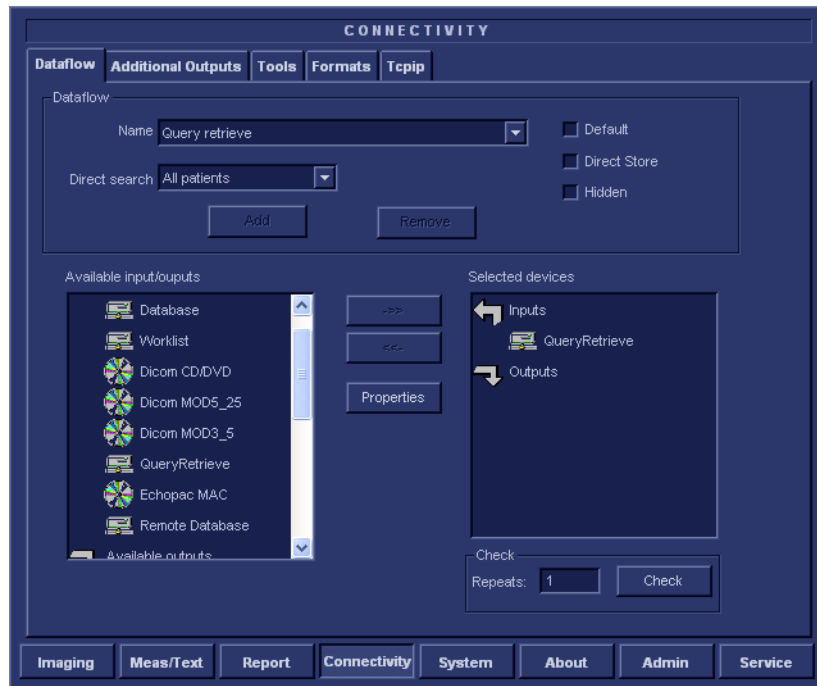 CONNECTIVITY
Dataflow Additional Outputs Tools Formats Tcpip
Dataflow
Name Query retrieve
Default
Direct search All patients
Direct Store
Hidden
Add Remove
Available input/ouputs
Selected devices
Database
Worklist
Dicom CD/DVD
Dicom MOD5_25
Dicom MOD3_5
QueryRetrieve
Echopac MAC
Remote Database
Available outputs
->>
<<-
Properties
Inputs
QueryRetrieve
Outputs
Check
Repeats: 1 Check
Imaging Meas/Text Report Connectivity System About Admin Service